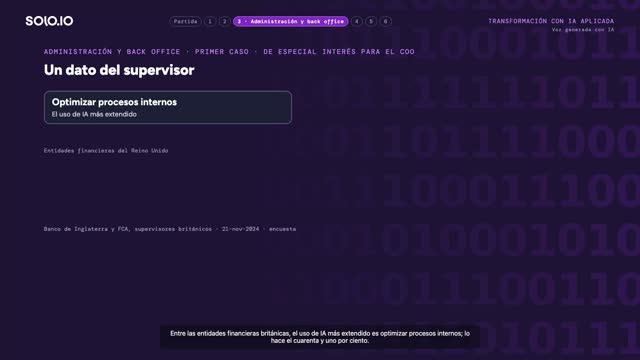 SOLO.IO
Partida 1 2 3 · Administración y back office 4 5 6
TRANSFORMACIÓN CON IA APLICADA
Voz generada con IA
ADMINISTRACIÓN Y BACK OFFICE · PRIMER CASO · DE ESPECIAL INTERÉS PARA EL COO
Un dato del supervisor
Optimizar procesos internos
El uso de IA más extendido
Entidades financieras del Reino Unido
Banco de Inglaterra y FCA, supervisores británicos · 21-nov-2024 · encuesta
Entre las entidades financieras británicas, el uso de IA más extendido es optimizar procesos internos; lo
hace el cuarenta y uno por ciento.